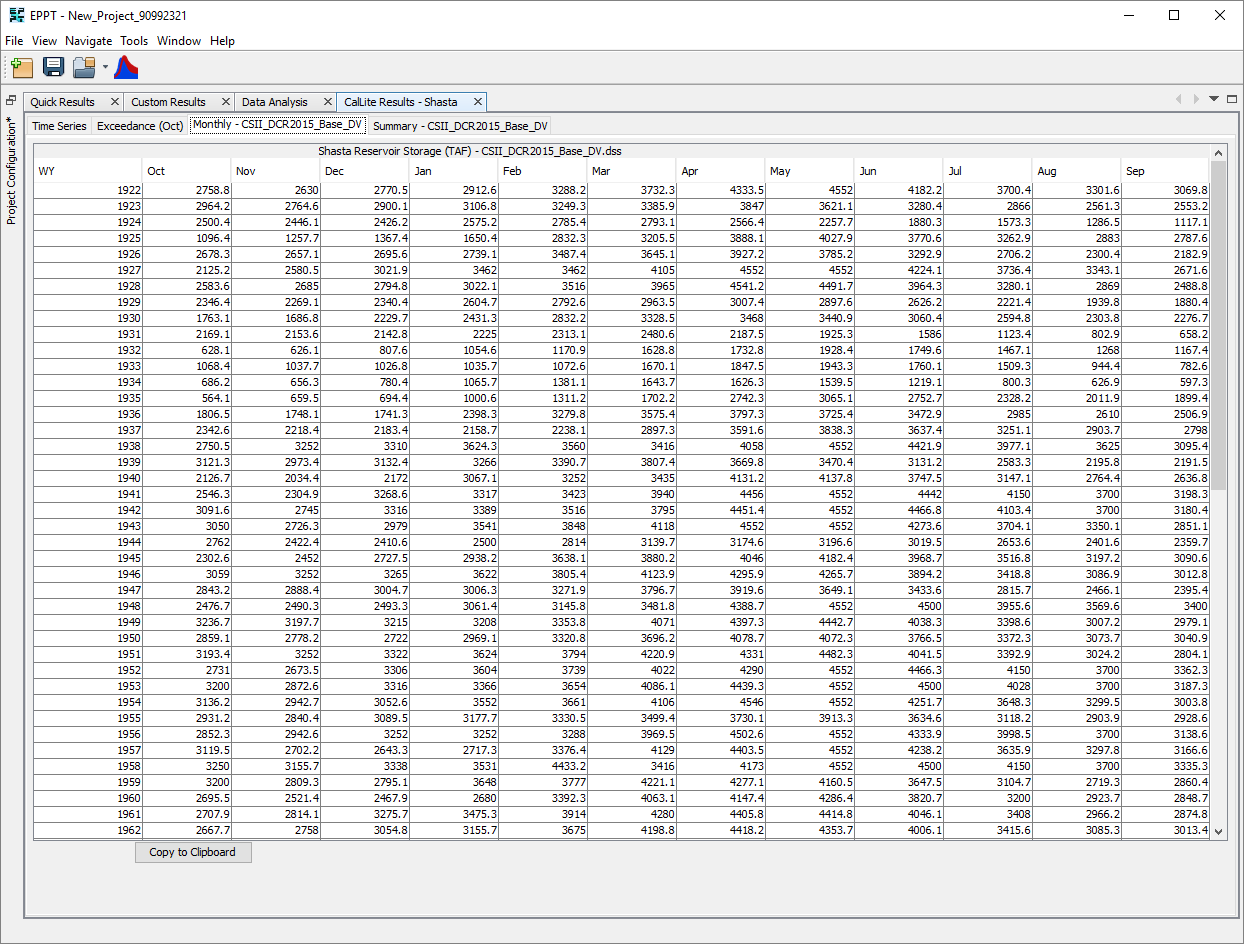 EPPT - New_Project_90992321
File View Navigate Tools Window Help
Quick Results Custom Results Data Analysis CalLite Results - Shasta
Time Series Exceedance (Oct) Monthly - CSII_DCR2015_Base_DV Summary - CSII_DCR2015_Base_DV
Project Configuration*
Shasta Reservoir Storage (TAF) - CSII_DCR2015_Base_DV.dss
WY Oct Nov Dec Jan Feb Mar Apr May Jun Jul Aug Sep
1922 2758.8 2630 2770.5 2912.6 3288.2 3732.3 4333.5 4552 4182.2 3700.4 3301.6 3069.8
1923 2964.2 2764.6 2900.1 3106.8 3249.3 3385.9 3847 3621.1 3280.4 2866 2561.3 2553.2
1924 2500.4 2446.1 2426.2 2575.2 2785.4 2793.1 2566.4 2257.7 1880.3 1573.3 1286.5 1117.1
1925 1096.4 1257.7 1367.4 1650.4 2832.3 3205.5 3888.1 4027.9 3770.6 3262.9 2883 2787.6
1926 2678.3 2657.1 2695.6 2739.1 3487.4 3645.1 3927.2 3785.2 3292.9 2706.2 2300.4 2182.9
1927 2125.2 2580.5 3021.9 3462 3462 4105 4552 4552 4224.1 3736.4 3343.1 2671.6
1928 2583.6 2685 2794.8 3022.1 3516 3965 4541.2 4491.7 3964.3 3280.1 2869 2488.8
1929 2346.4 2269.1 2340.4 2604.7 2792.6 2963.5 3007.4 2897.6 2626.2 2221.4 1939.8 1880.4
1930 1763.1 1686.8 2229.7 2431.3 2832.2 3328.5 3468 3440.9 3060.4 2594.8 2303.8 2276.7
1931 2169.1 2153.6 2142.8 2225 2313.1 2480.6 2187.5 1925.3 1586 1123.4 802.9 658.2
1932 628.1 626.1 807.6 1054.6 1170.9 1628.8 1732.8 1928.4 1749.6 1467.1 1268 1167.4
1933 1068.4 1037.7 1026.8 1035.7 1072.6 1670.1 1847.5 1943.3 1760.1 1509.3 944.4 782.6
1934 686.2 656.3 780.4 1065.7 1381.1 1643.7 1626.3 1539.5 1219.1 800.3 626.9 597.3
1935 564.1 659.5 694.4 1000.6 1311.2 1702.2 2742.3 3065.1 2752.7 2328.2 2011.9 1899.4
1936 1806.5 1748.1 1741.3 2398.3 3279.8 3575.4 3797.3 3725.4 3472.9 2985 2610 2506.9
1937 2342.6 2218.4 2183.4 2158.7 2238.1 2897.3 3591.6 3838.3 3637.4 3251.1 2903.7 2798
1938 2750.5 3252 3310 3624.3 3560 3416 4058 4552 4421.9 3977.1 3625 3095.4
1939 3121.3 2973.4 3132.4 3266 3390.7 3807.4 3669.8 3470.4 3131.2 2583.3 2195.8 2191.5
1940 2126.7 2034.4 2172 3067.1 3252 3435 4131.2 4137.8 3747.5 3147.1 2764.4 2636.8
1941 2546.3 2304.9 3268.6 3317 3423 3940 4456 4552 4442 4150 3700 3198.3
1942 3091.6 2745 3316 3389 3516 3795 4451.4 4552 4466.8 4103.4 3700 3180.4
1943 3050 2726.3 2979 3541 3848 4118 4552 4552 4273.6 3704.1 3350.1 2851.1
1944 2762 2422.4 2410.6 2500 2814 3139.7 3174.6 3196.6 3019.5 2653.6 2401.6 2359.7
1945 2302.6 2452 2727.5 2938.2 3638.1 3880.2 4046 4182.4 3968.7 3516.8 3197.2 3090.6
1946 3059 3252 3265 3622 3805.4 4123.9 4295.9 4265.7 3894.2 3418.8 3086.9 3012.8
1947 2843.2 2888.4 3004.7 3006.3 3271.9 3796.7 3919.6 3649.1 3433.6 2815.7 2466.1 2395.4
1948 2476.7 2490.3 2493.3 3061.4 3145.8 3481.8 4388.7 4552 4500 3955.6 3569.6 3400
1949 3236.7 3197.7 3215 3208 3353.8 4071 4397.3 4442.7 4038.3 3398.6 3007.2 2979.1
1950 2859.1 2778.2 2722 2969.1 3320.8 3696.2 4078.7 4072.3 3766.5 3372.3 3073.7 3040.9
1951 3193.4 3252 3322 3624 3794 4220.9 4331 4482.3 4041.5 3392.9 3024.2 2804.1
1952 2731 2673.5 3306 3604 3739 4022 4290 4552 4466.3 4150 3700 3362.3
1953 3200 2872.6 3316 3366 3654 4086.1 4439.3 4552 4500 4028 3700 3187.3
1954 3136.2 2942.7 3052.6 3552 3661 4106 4546 4552 4251.7 3648.3 3299.5 3003.8
1955 2931.2 2840.4 3089.5 3177.7 3330.5 3499.4 3730.1 3913.3 3634.6 3118.2 2903.9 2928.6
1956 2852.3 2942.6 3252 3252 3288 3969.5 4502.6 4552 4333.9 3998.5 3700 3138.6
1957 3119.5 2702.2 2643.3 2717.3 3376.4 4129 4403.5 4552 4238.2 3635.9 3297.8 3166.6
1958 3250 3155.7 3338 3531 4433.2 3416 4173 4552 4500 4150 3700 3335.3
1959 3200 2809.3 2795.1 3648 3777 4221.1 4277.1 4160.5 3647.5 3104.7 2719.3 2860.4
1960 2695.5 2521.4 2467.9 2680 3392.3 4063.1 4147.4 4286.4 3820.7 3200 2923.7 2848.7
1961 2707.9 2814.1 3275.7 3475.3 3914 4280 4405.8 4414.8 4046.1 3408 2966.2 2874.8
1962 2667.7 2758 3054.8 3155.7 3675 4198.8 4418.2 4353.7 4006.1 3415.6 3085.3 3013.4
Copy to Clipboard